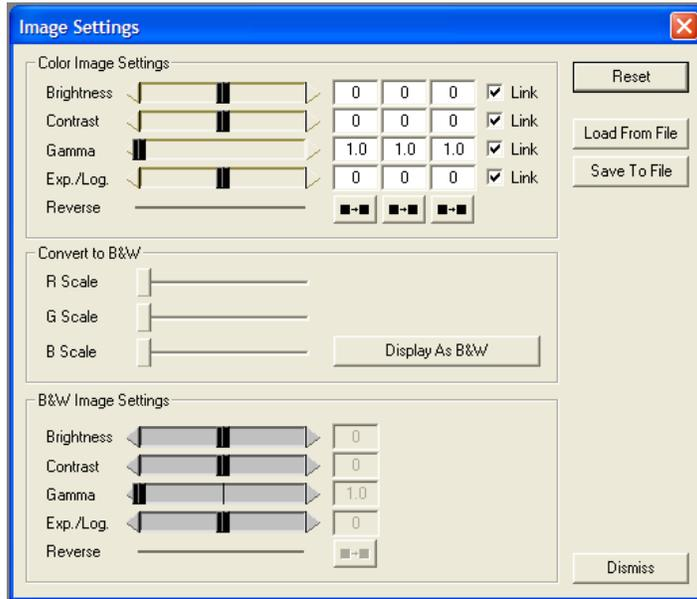 Image Settings
Color Image Settings
Brightness 0 0 0 Link
Contrast 0 0 0 Link
Gamma 1.0 1.0 1.0 Link
Exp./Log. 0 0 0 Link
Reverse
Reset
Load From File
Save To File
Convert to B&W
R Scale
G Scale
B Scale
Display As B&W
B&W Image Settings
Brightness 0
Contrast 0
Gamma 1.0
Exp./Log. 0
Reverse
Dismiss